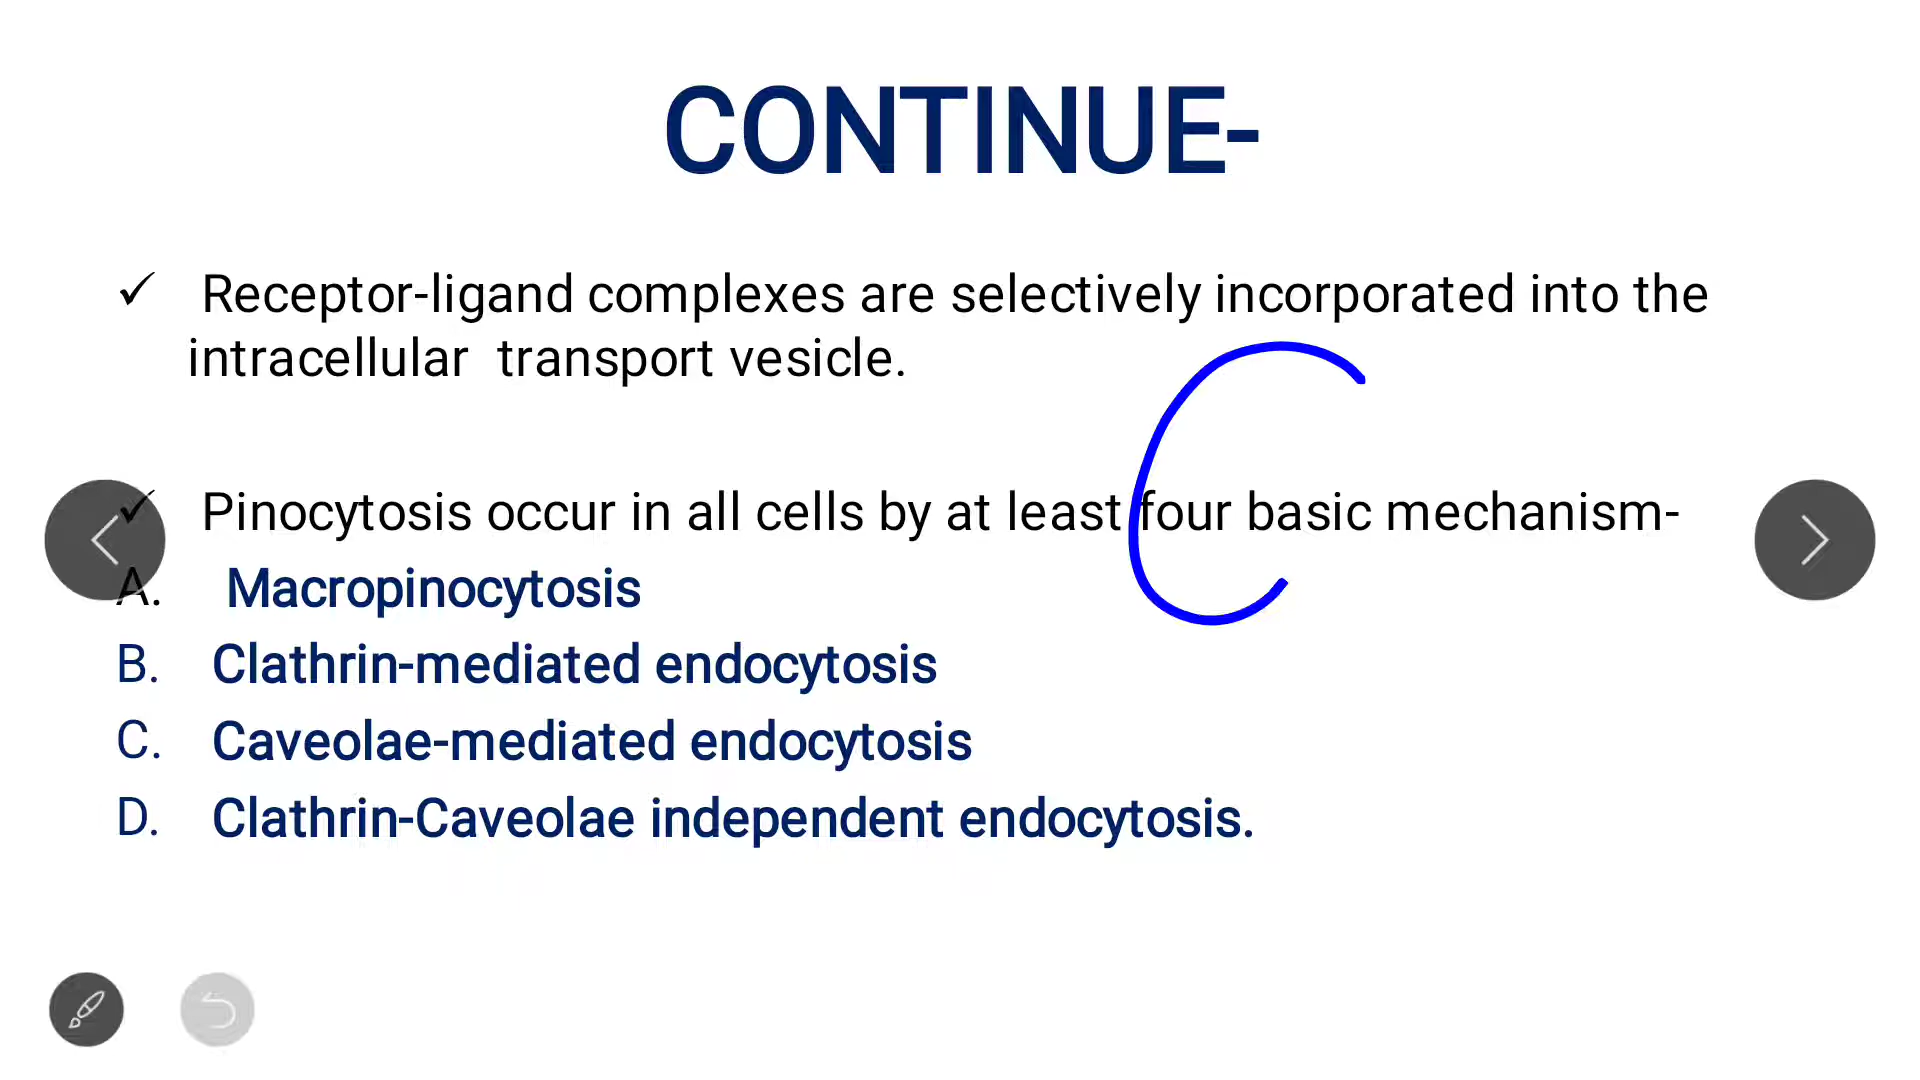 CONTINUE-
✓ Receptor-ligand complexes are selectively incorporated into the
intracellular transport vesicle.
✓ Pinocytosis occur in all cells by at least four basic mechanism-
A. Macropinocytosis
B. Clathrin-mediated endocytosis
C. Caveolae-mediated endocytosis
D. Clathrin-Caveolae independent endocytosis.